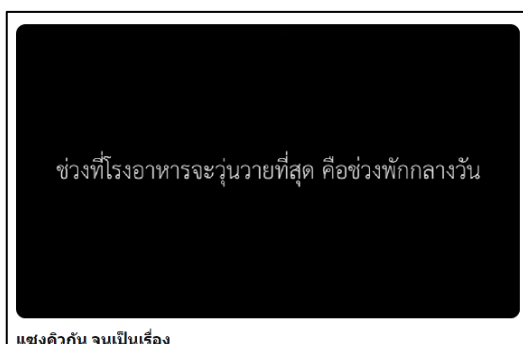 ช่วงที่โรงอาหารจะวุ่นวายที่สุด คือช่วงพักกลางวัน
แซงคิวกัน จนเป็นเรื่อง